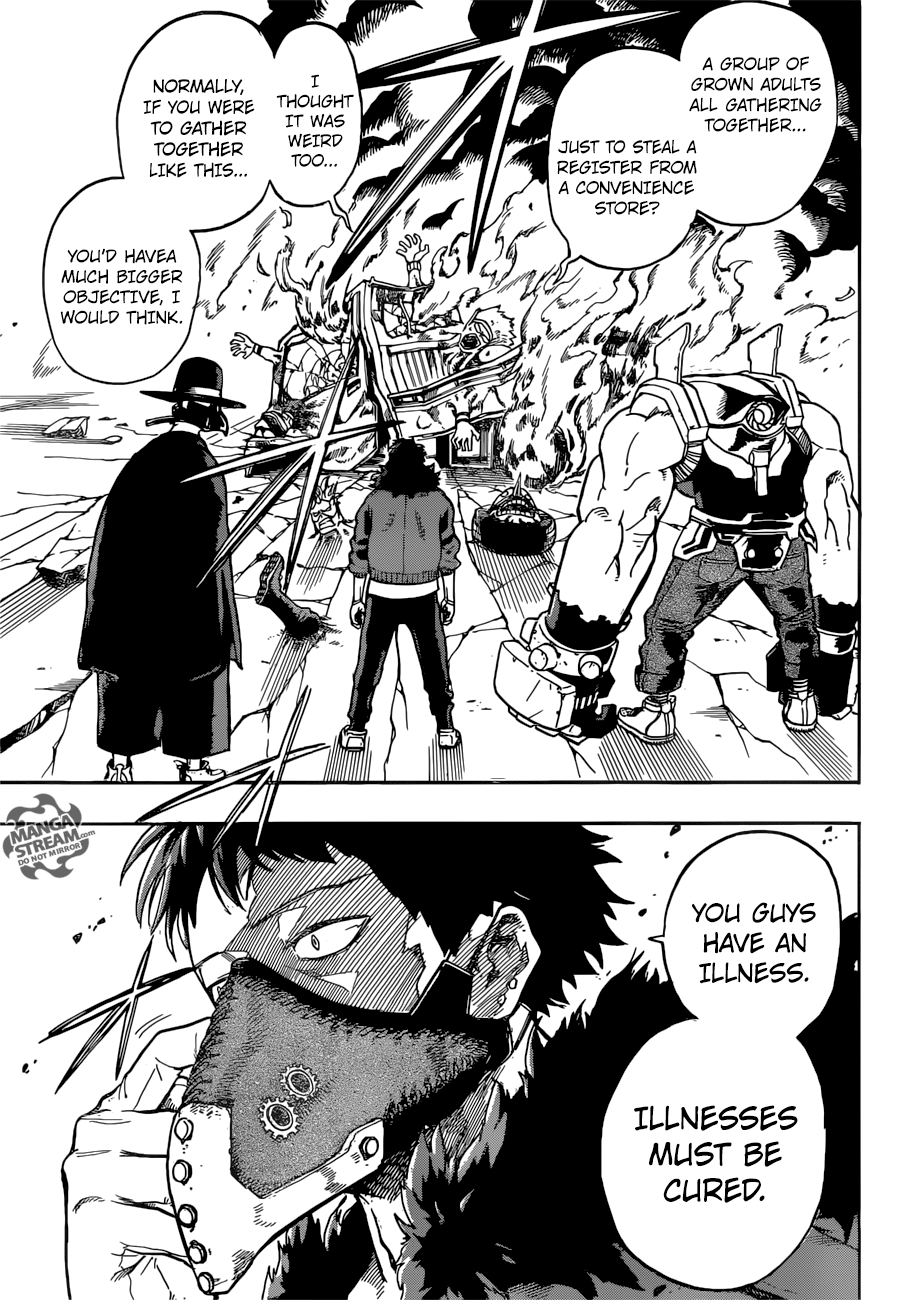 A GROUP OF
GROWN ADULTS
ALL GATHERING
TOGETHER...
JUST TO STEAL A
REGISTER FROM
A CONVENIENCE
STORE?
I
THOUGHT
IT WAS
WEIRD
TOO...
NORMALLY,
IF YOU WERE
TO GATHER
TOGETHER
LIKE THIS...
YOU'D HAVEA
MUCH BIGGER
OBJECTIVE, I
WOULD THINK.
MANGA
STREAM.com
DO NOT MIRROR
YOU GUYS
HAVE AN
ILLNESS.
ILLNESSES
MUST BE
CURED.